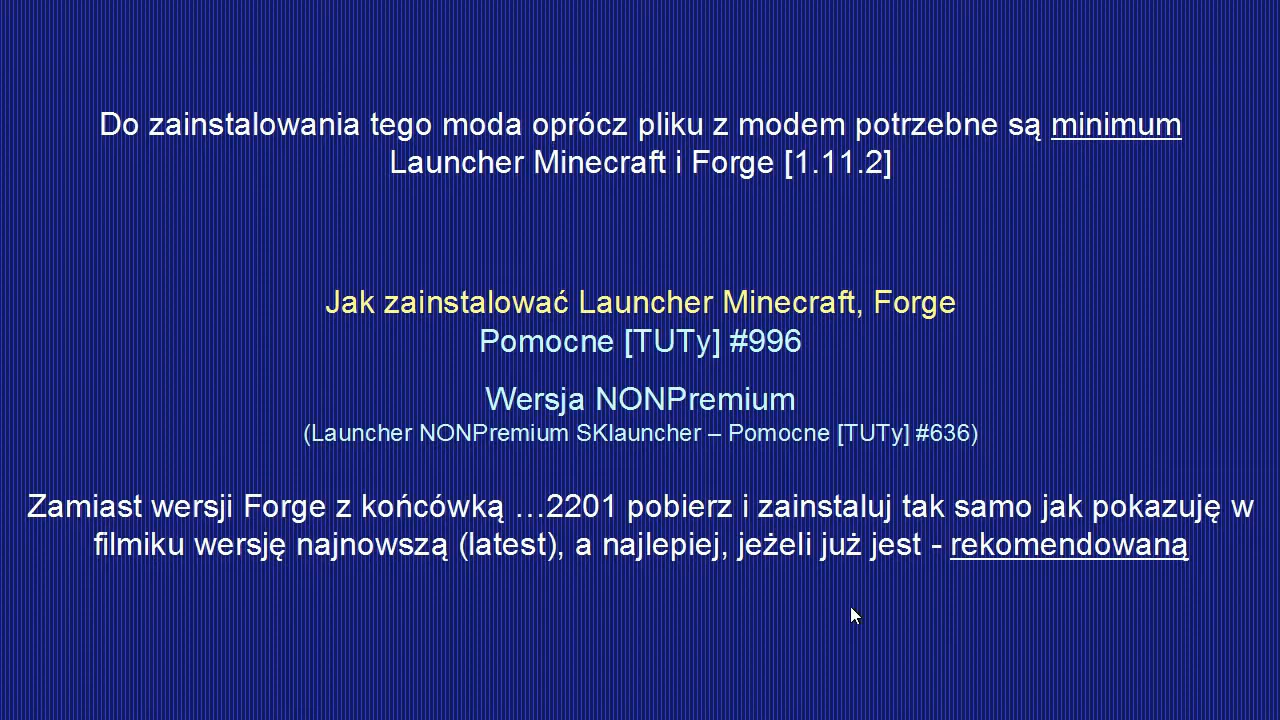 Do zainstalowania tego moda oprócz pliku z modem potrzebne są minimum
Launcher Minecraft i Forge [1.11.2]
Jak zainstalować Launcher Minecraft, Forge
Pomocne [TUTy] #996
Wersja NONPremium
(Launcher NONPremium SKlauncher – Pomocne [TUTy] #636)
Zamiast wersji Forge z końcówką …2201 pobierz i zainstaluj tak samo jak pokazuję w
filmiku wersję najnowszą (latest), a najlepiej, jeżeli już jest - rekomendowaną